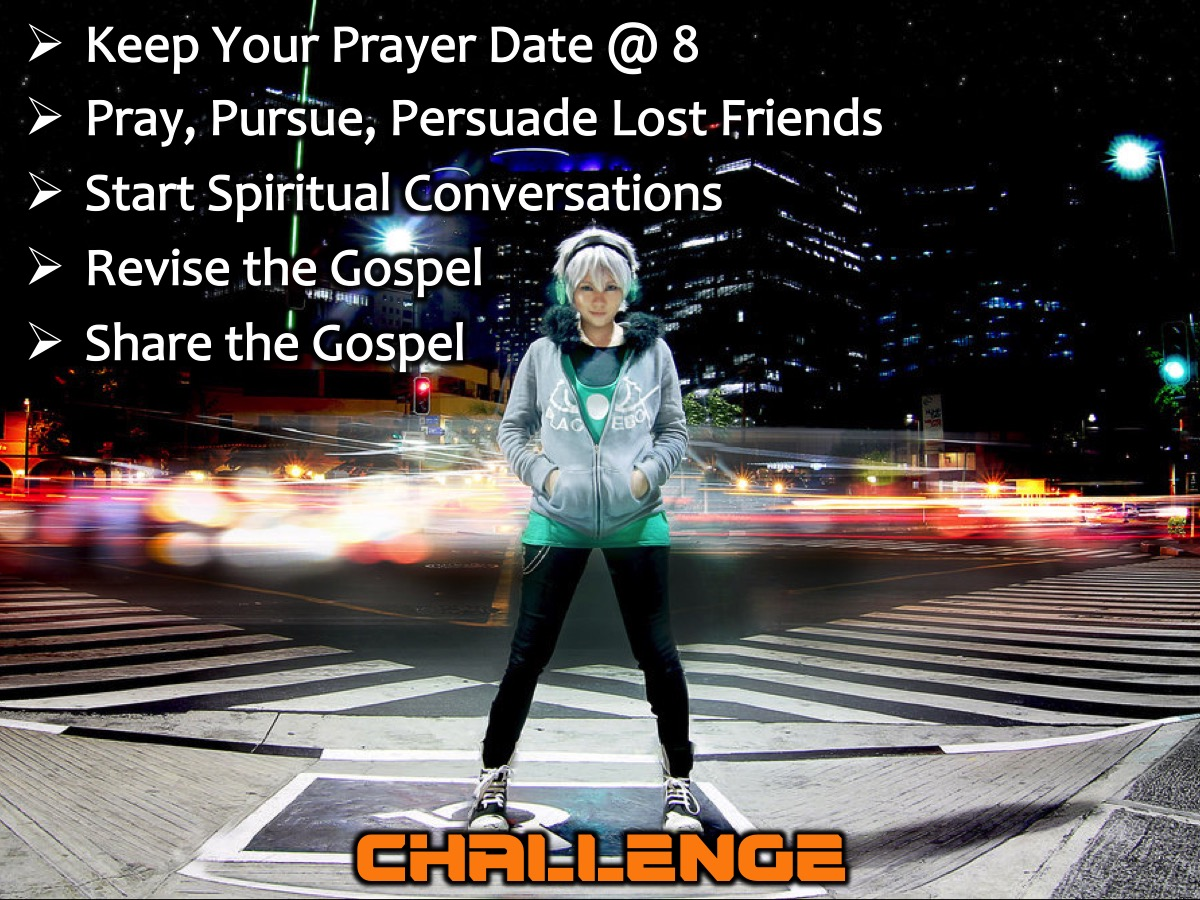 ➢ Keep Your Prayer Date @ 8
➢ Pray, Pursue, Persuade Lost Friends
➢ Start Spiritual Conversations
➢ Revise the Gospel
➢ Share the Gospel
CHALLENGE